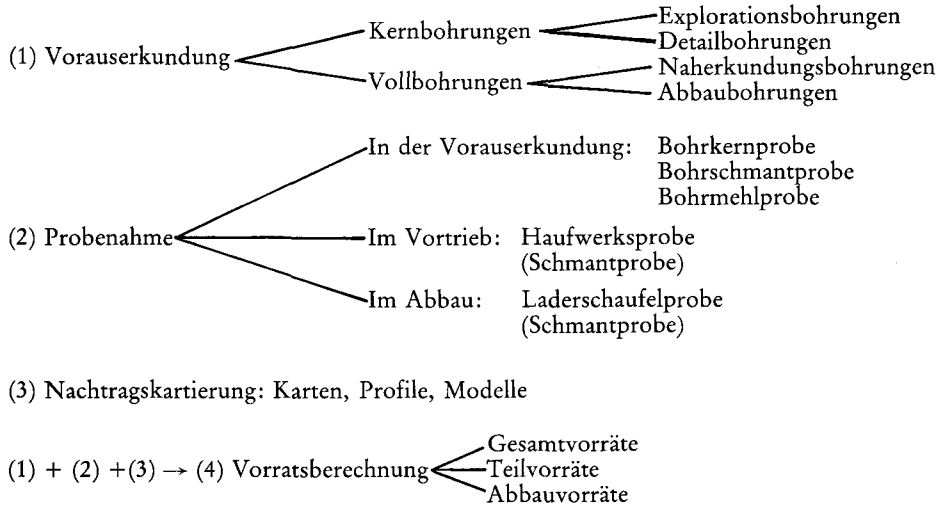 Explorationsbohrungen
Kernbohrungen
Detailbohrungen
(1) Vorauserkundung
Naherkundungsbohrungen
Vollbohrungen
Abbaubohrungen
In der Vorauserkundung: Bohrkernprobe
Bohrschmantprobe
Bohrmehlprobe
(2) Probenahme
Im Vortrieb: Haufwerksprobe
(Schmantprobe)
Im Abbau: Laderschaufelprobe
(Schmantprobe)
(3) Nachtragskartierung: Karten, Profile, Modelle
Gesamtvorräte
(1) + (2) +(3) → (4) Vorratsberechnung Teilvorräte
Abbauvorräte